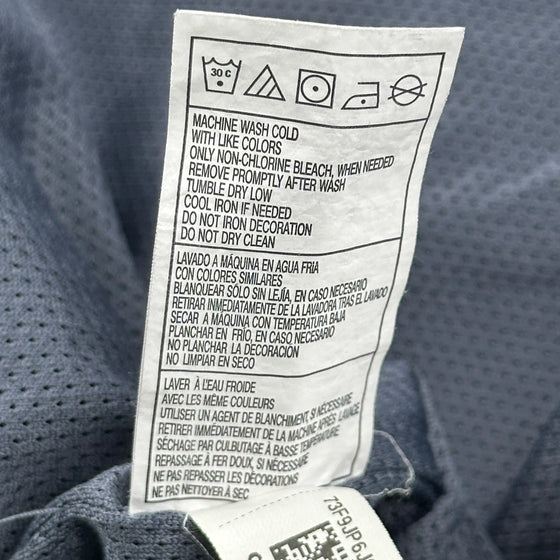 30 C
MACHINE WASH COLD
WITH LIKE COLORS
ONLY NON-CHLORINE BLEACH, WHEN NEEDED
REMOVE PROMPTLY AFTER WASH
TUMBLE DRY LOW
COOL IRON IF NEEDED
DO NOT IRON DECORATION
DO NOT DRY CLEAN
LAVADO A MÁQUINA EN AGUA FRIA
CON COLORES SIMILARES
BLANQUEAR SÓLO SIN LEJÍA, EN CASO NECESARIO
RETIRAR INMEDIATAMENTE DE LA LAVADORA TRAS EL LAVADO
SECAR A MÁQUINA CON TEMPERATURA BAJA
PLANCHAR EN FRÍO, EN CASO NECESARIO
NO PLANCHAR LA DECORACIÓN
NO LIMPIAR EN SECO
LAVER À L'EAU FROIDE
AVEC LES MÊME COULEURS
UTILISER UN AGENT DE BLANCHIMENT, SI NÉCESSAIRE
RETIRER IMMÉDIATEMENT DE LA MACHINE APRÈS LAVAGE
SÉCHAGE PAR CULBUTAGE À BASSE TEMPÉRATURE
REPASSAGE À FER DOUX, SI NÉCESSAIRE
NE PAS REPASSER LES DÉCORATIONS
NE PAS NETTOYER À SEC